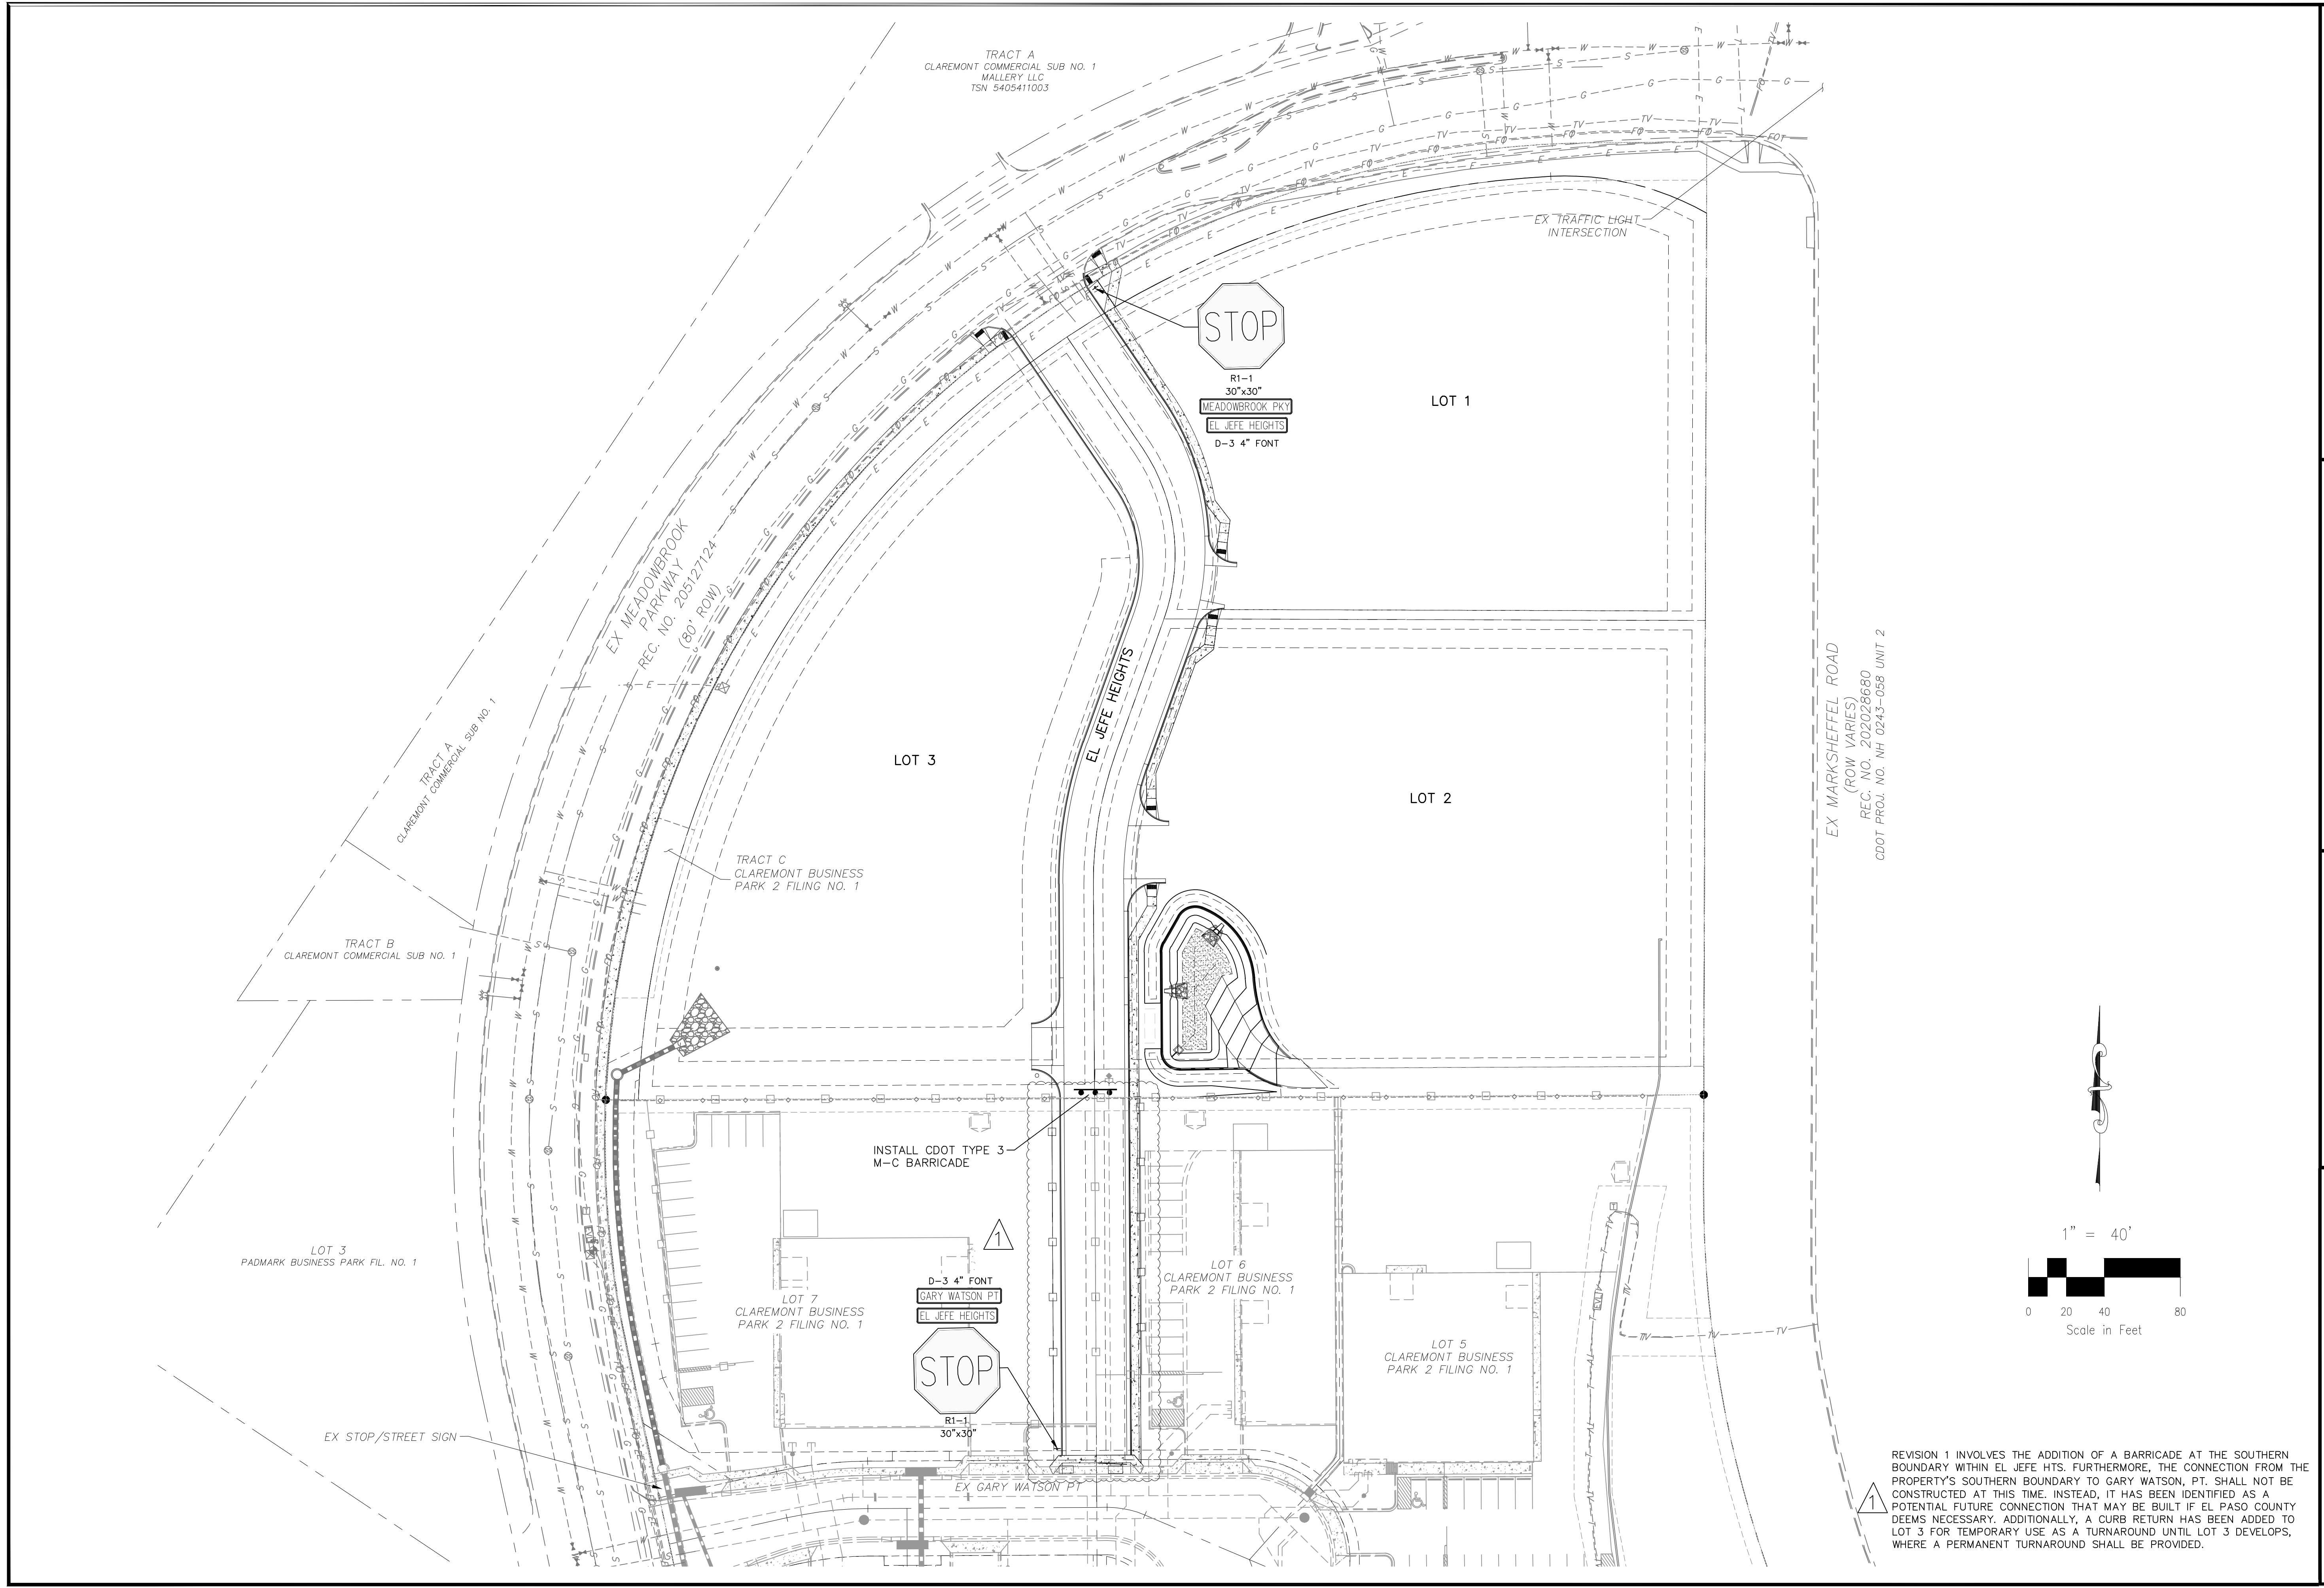 TRACT A
CLAREMONT COMMERCIAL SUB NO. 1
MALLERY LLC
TSN 5405411003
EX TRAFFIC LIGHT
INTERSECTION
STOP
R1-1
30"x30"
MEADOWBROOK PKY
EL JEFE HEIGHTS
D-3 4" FONT
LOT 1
EX MEADOWBROOK
PARKWAY
REC. NO. 205127124
(80' ROW)
EL JEFE HEIGHTS
LOT 3
LOT 2
EX MARKSHEFFEL ROAD
(ROW VARIES)
REC. NO. 202028680
CDOT PROJ. NO. NH 0243-058 UNIT 2
TRACT A
CLAREMONT COMMERCIAL SUB NO. 1
TRACT C
CLAREMONT BUSINESS
PARK 2 FILING NO. 1
TRACT B
CLAREMONT COMMERCIAL SUB NO. 1
INSTALL CDOT TYPE 3
M-C BARRICADE
1
LOT 3
PADMARK BUSINESS PARK FIL. NO. 1
LOT 7
CLAREMONT BUSINESS
PARK 2 FILING NO. 1
D-3 4" FONT
GARY WATSON PT
EL JEFE HEIGHTS
STOP
R1-1
30"x30"
LOT 6
CLAREMONT BUSINESS
PARK 2 FILING NO. 1
LOT 5
CLAREMONT BUSINESS
PARK 2 FILING NO. 1
1" = 40'
0 20 40 80
Scale in Feet
EX STOP/STREET SIGN
EX GARY WATSON PT
1
REVISION 1 INVOLVES THE ADDITION OF A BARRICADE AT THE SOUTHERN
BOUNDARY WITHIN EL JEFE HTS. FURTHERMORE, THE CONNECTION FROM THE
PROPERTY'S SOUTHERN BOUNDARY TO GARY WATSON, PT. SHALL NOT BE
CONSTRUCTED AT THIS TIME. INSTEAD, IT HAS BEEN IDENTIFIED AS A
POTENTIAL FUTURE CONNECTION THAT MAY BE BUILT IF EL PASO COUNTY
DEEMS NECESSARY. ADDITIONALLY, A CURB RETURN HAS BEEN ADDED TO
LOT 3 FOR TEMPORARY USE AS A TURNAROUND UNTIL LOT 3 DEVELOPS,
WHERE A PERMANENT TURNAROUND SHALL BE PROVIDED.